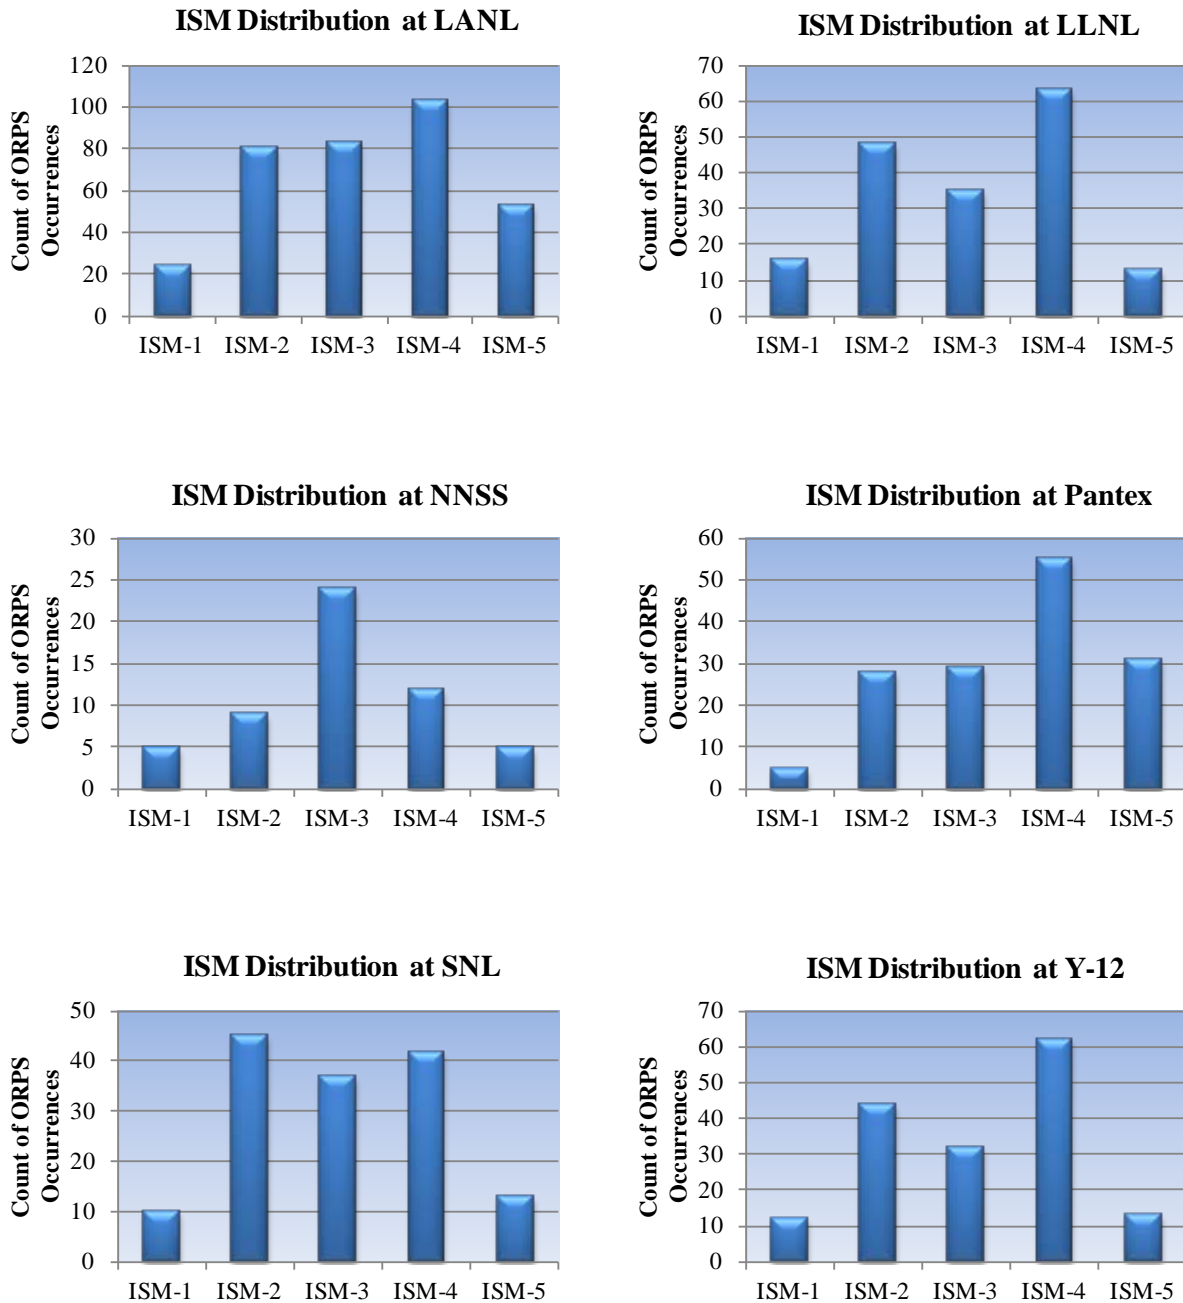 ISM Distribution at LANL
Count of ORPS
Occurrences
120
100
80
60
40
20
0
ISM-1 ISM-2 ISM-3 ISM-4 ISM-5
ISM Distribution at LLNL
Count of ORPS
Occurrences
70
60
50
40
30
20
10
0
ISM-1 ISM-2 ISM-3 ISM-4 ISM-5
ISM Distribution at NNSS
Count of ORPS
Occurrences
30
25
20
15
10
5
0
ISM-1 ISM-2 ISM-3 ISM-4 ISM-5
ISM Distribution at Pantex
Count of ORPS
Occurrences
60
50
40
30
20
10
0
ISM-1 ISM-2 ISM-3 ISM-4 ISM-5
ISM Distribution at SNL
Count of ORPS
Occurrences
50
40
30
20
10
0
ISM-1 ISM-2 ISM-3 ISM-4 ISM-5
ISM Distribution at Y-12
Count of ORPS
Occurrences
70
60
50
40
30
20
10
0
ISM-1 ISM-2 ISM-3 ISM-4 ISM-5